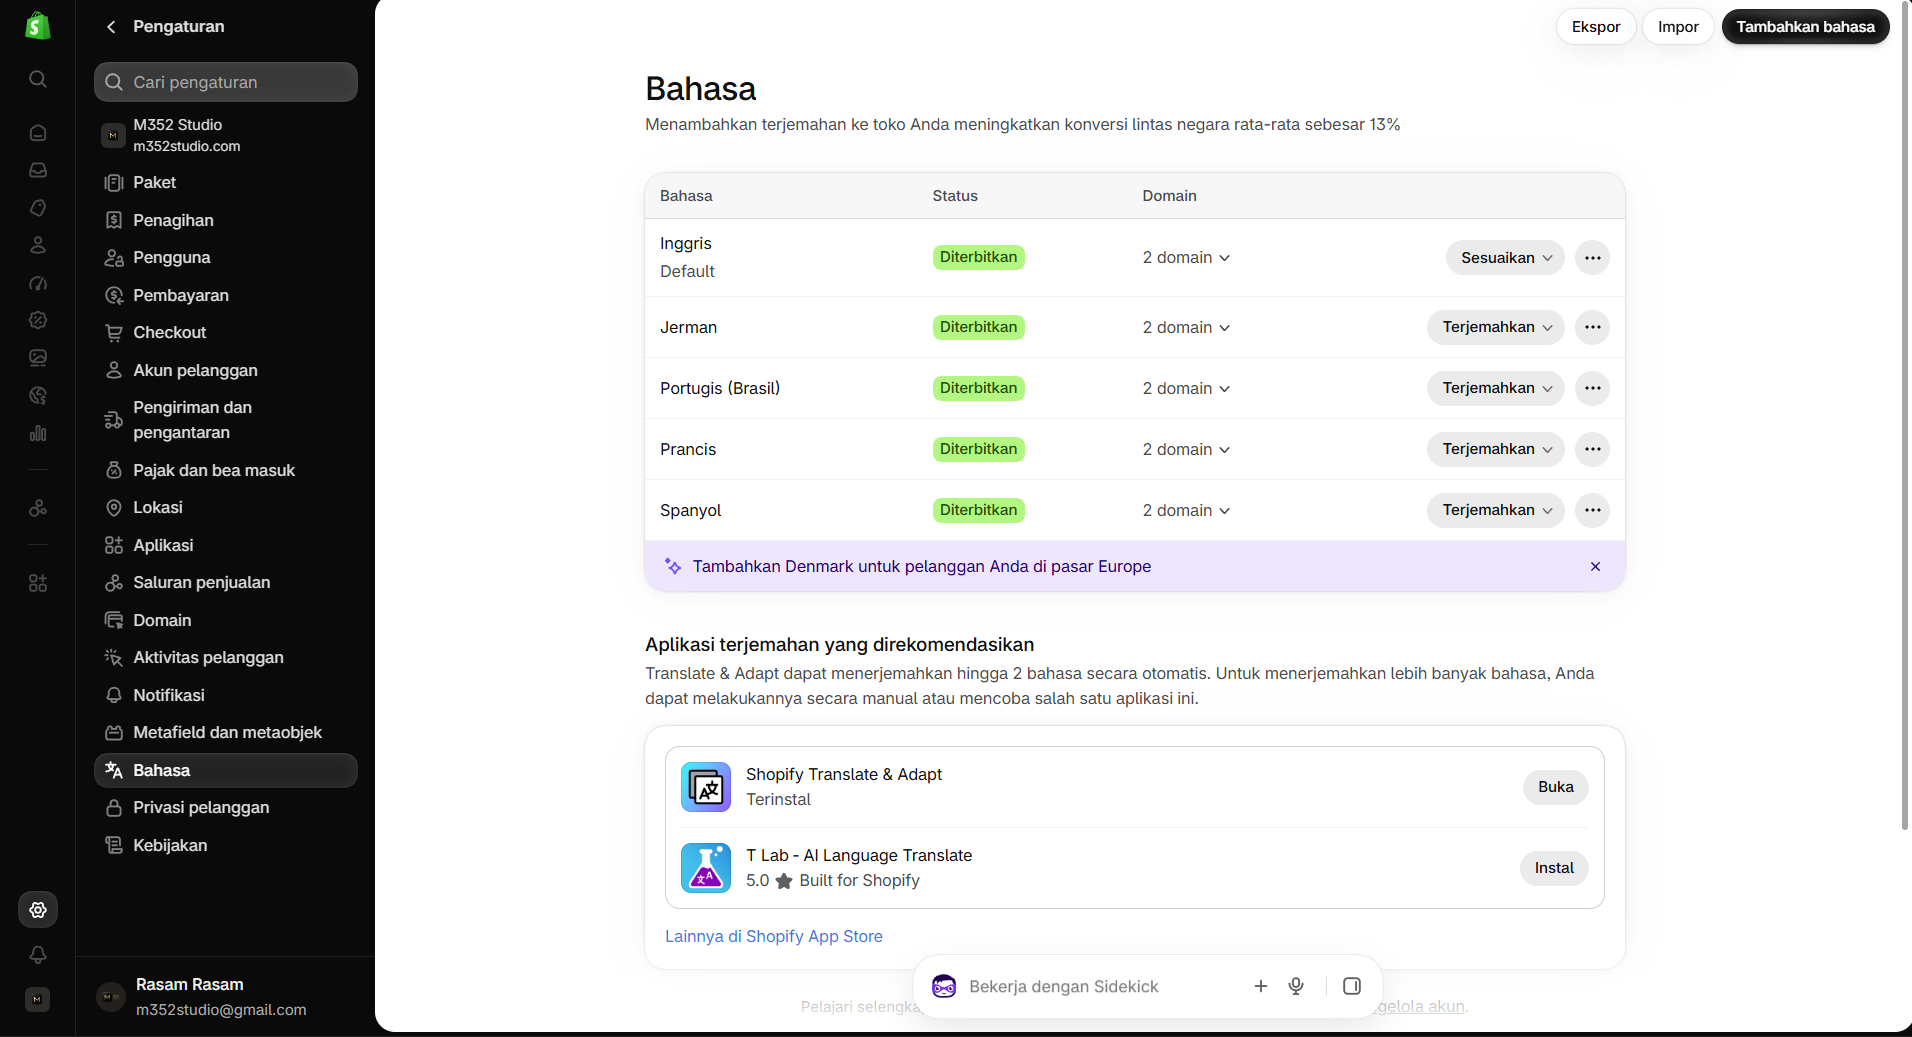 Pengaturan
Cari pengaturan
M352 Studio
m352studio.com
Paket
Penagihan
Pengguna
Pembayaran
Checkout
Akun pelanggan
Pengiriman dan
pengantaran
Pajak dan bea masuk
Lokasi
Aplikasi
Saluran penjualan
Domain
Aktivitas pelanggan
Notifikasi
Metafield dan metaobjek
Bahasa
Privasi pelanggan
Kebijakan
Rasam Rasam
m352studio@gmail.com
Ekspor
Impor
Tambahkan bahasa
Bahasa
Menambahkan terjemahan ke toko Anda meningkatkan konversi lintas negara rata-rata sebesar 13%
Bahasa Status Domain
Inggris
Default
Diterbitkan 2 domain Sesuaikan
Jerman Diterbitkan 2 domain Terjemahkan
Portugis (Brasil) Diterbitkan 2 domain Terjemahkan
Prancis Diterbitkan 2 domain Terjemahkan
Spanyol Diterbitkan 2 domain Terjemahkan
Tambahkan Denmark untuk pelanggan Anda di pasar Europe
Aplikasi terjemahan yang direkomendasikan
Translate & Adapt dapat menerjemahkan hingga 2 bahasa secara otomatis. Untuk menerjemahkan lebih banyak bahasa, Anda
dapat melakukannya secara manual atau mencoba salah satu aplikasi ini.
Shopify Translate & Adapt
Terinstal
Buka
T Lab - AI Language Translate
5.0 ★ Built for Shopify
Instal
Lainnya di Shopify App Store
Bekerja dengan Sidekick
Pelajari akun.